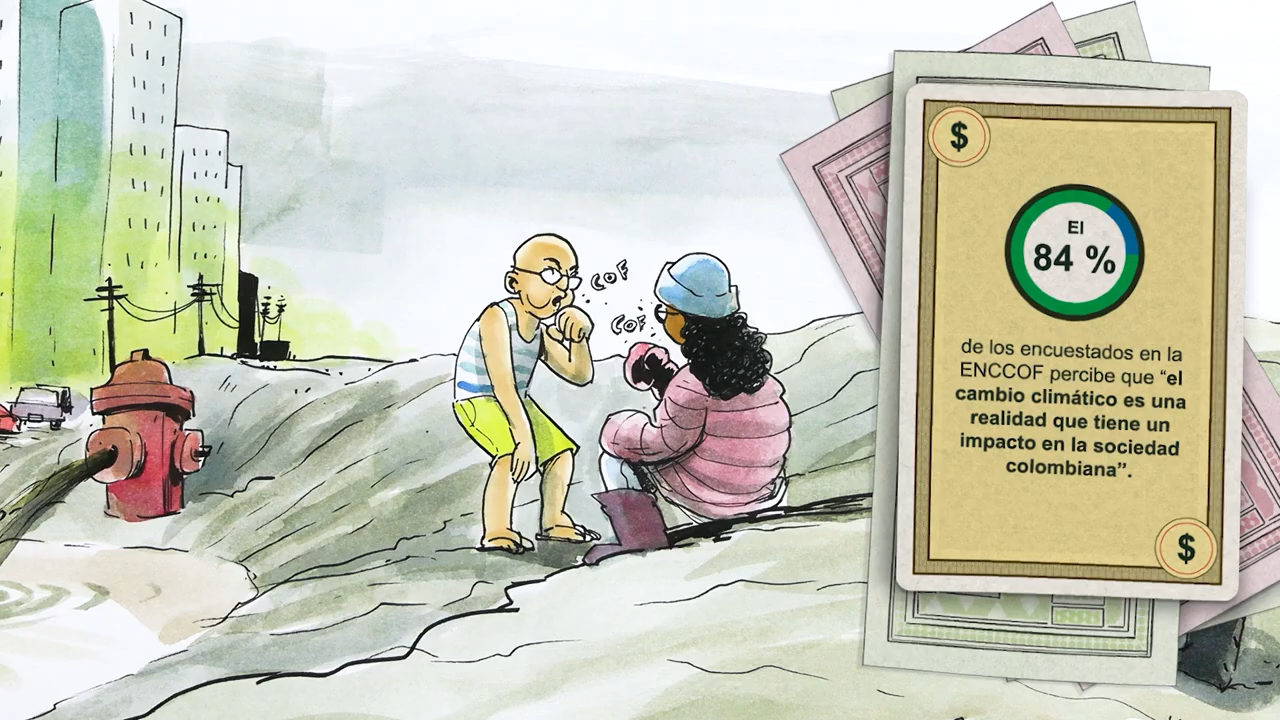 COF
COF
$
El
84 %
de los encuestados en la
ENCCOF percibe que “el
cambio climático es una
realidad que tiene un
impacto en la sociedad
colombiana”.
$